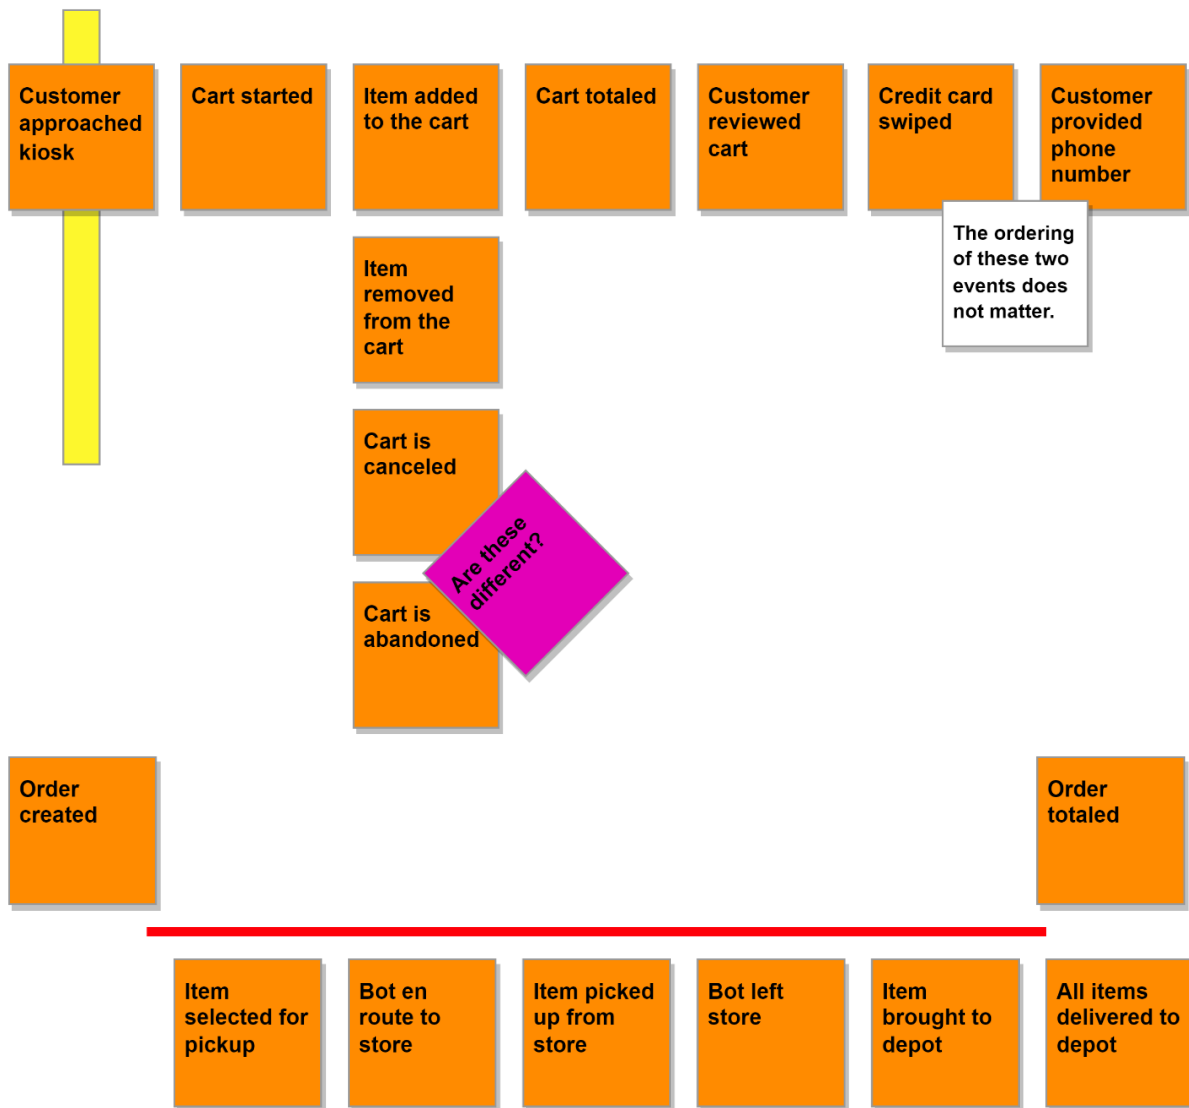 Customer
approached
kiosk
Cart started
Item added
to the cart
Cart totaled
Customer
reviewed
cart
Credit card
swiped
Customer
provided
phone
number
The ordering
of these two
events does
not matter.
Item
removed
from the
cart
Cart is
canceled
Are these
different?
Cart is
abandoned
Order
created
Order
totaled
Item
selected for
pickup
Bot en
route to
store
Item picked
up from
store
Bot left
store
Item
brought to
depot
All items
delivered to
depot